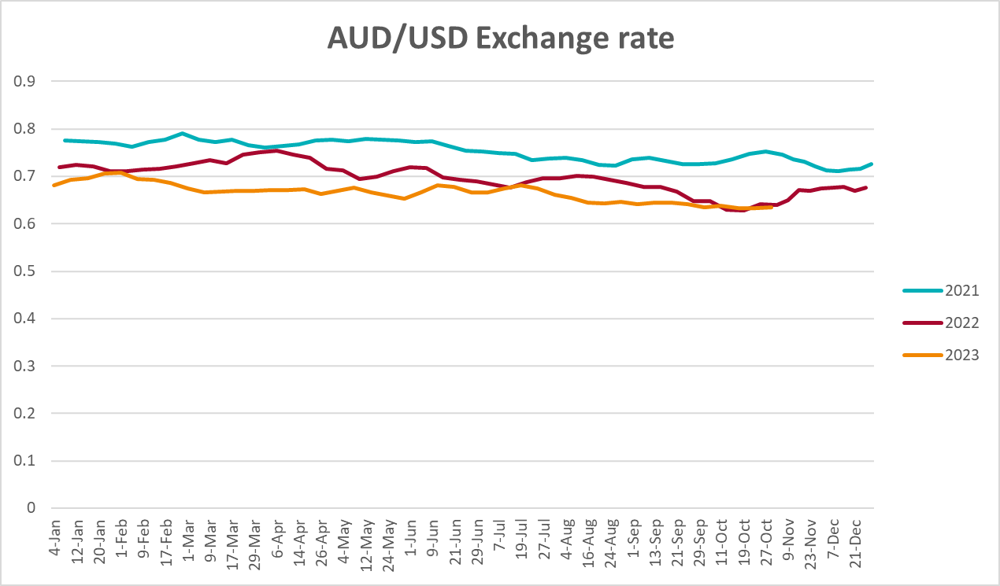 AUD/USD Exchange rate
0.9
0.8
0.7
0.6
0.5
0.4
0.3
0.2
0.1
0
4-Jan
12-Jan
20-Jan
1-Feb
9-Feb
17-Feb
1-Mar
9-Mar
17-Mar
29-Mar
6-Apr
14-Apr
26-Apr
4-May
12-May
24-May
1-Jun
9-Jun
21-Jun
29-Jun
7-Jul
19-Jul
27-Jul
4-Aug
16-Aug
24-Aug
1-Sep
13-Sep
21-Sep
29-Sep
11-Oct
19-Oct
27-Oct
9-Nov
23-Nov
7-Dec
21-Dec
2021
2022
2023